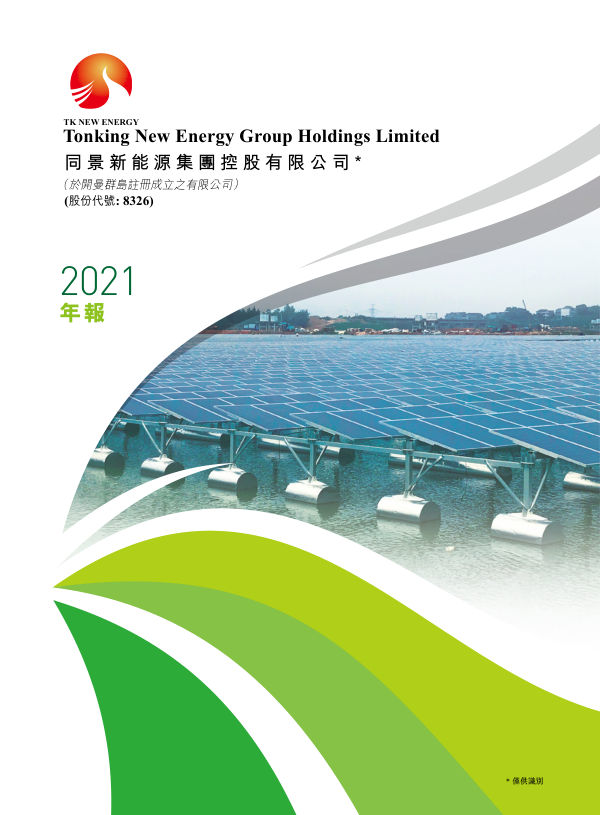 TK NEW ENERGY
Tonking New Energy Group Holdings Limited
同景新能源集團控股有限公司*
（於開曼群島註冊成立之有限公司）
(股份代號: 8326)
2021
年報
* 僅供識別